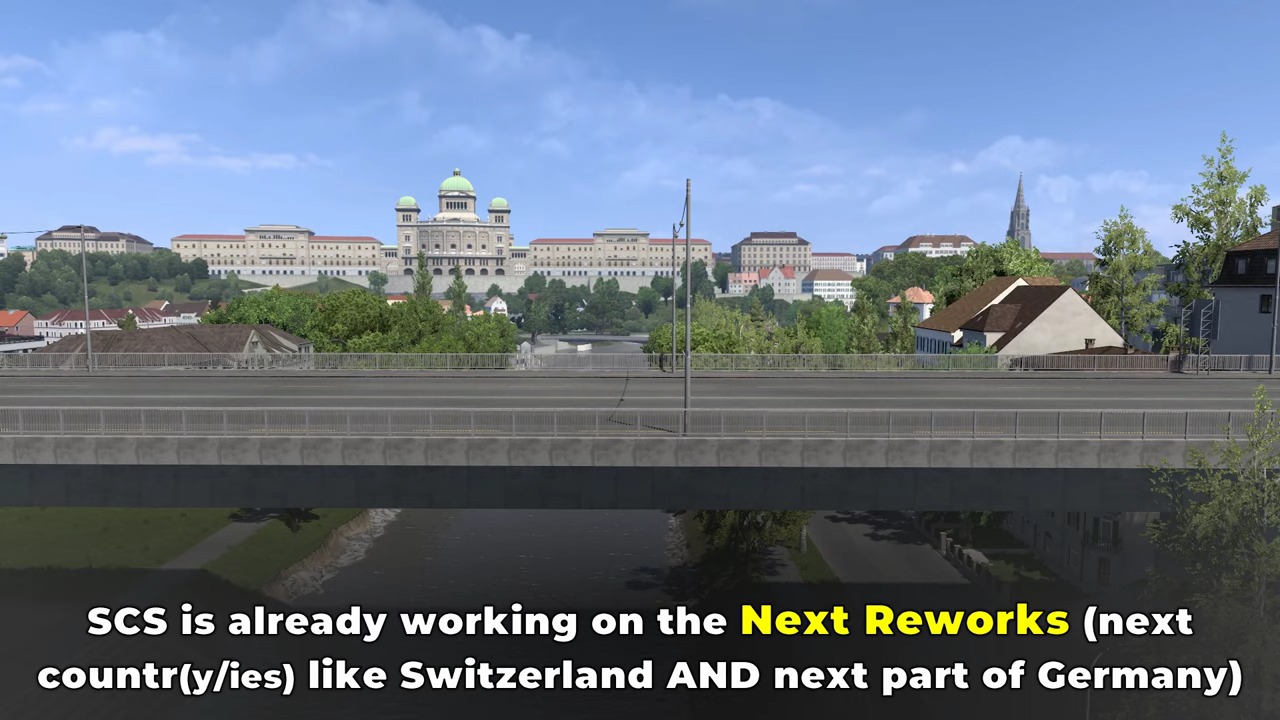 SCS is already working on the Next Reworks (next
countr(y/ies) like Switzerland AND next part of Germany)